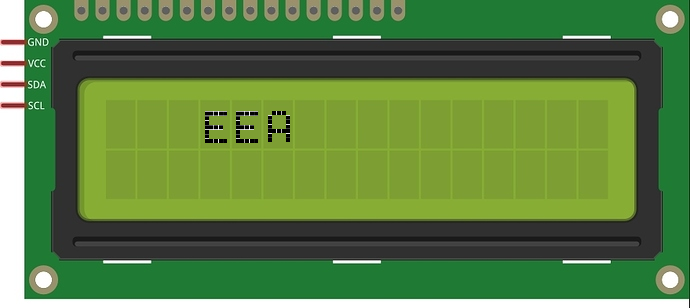 GND
VCC
SDA
SCL
EEA